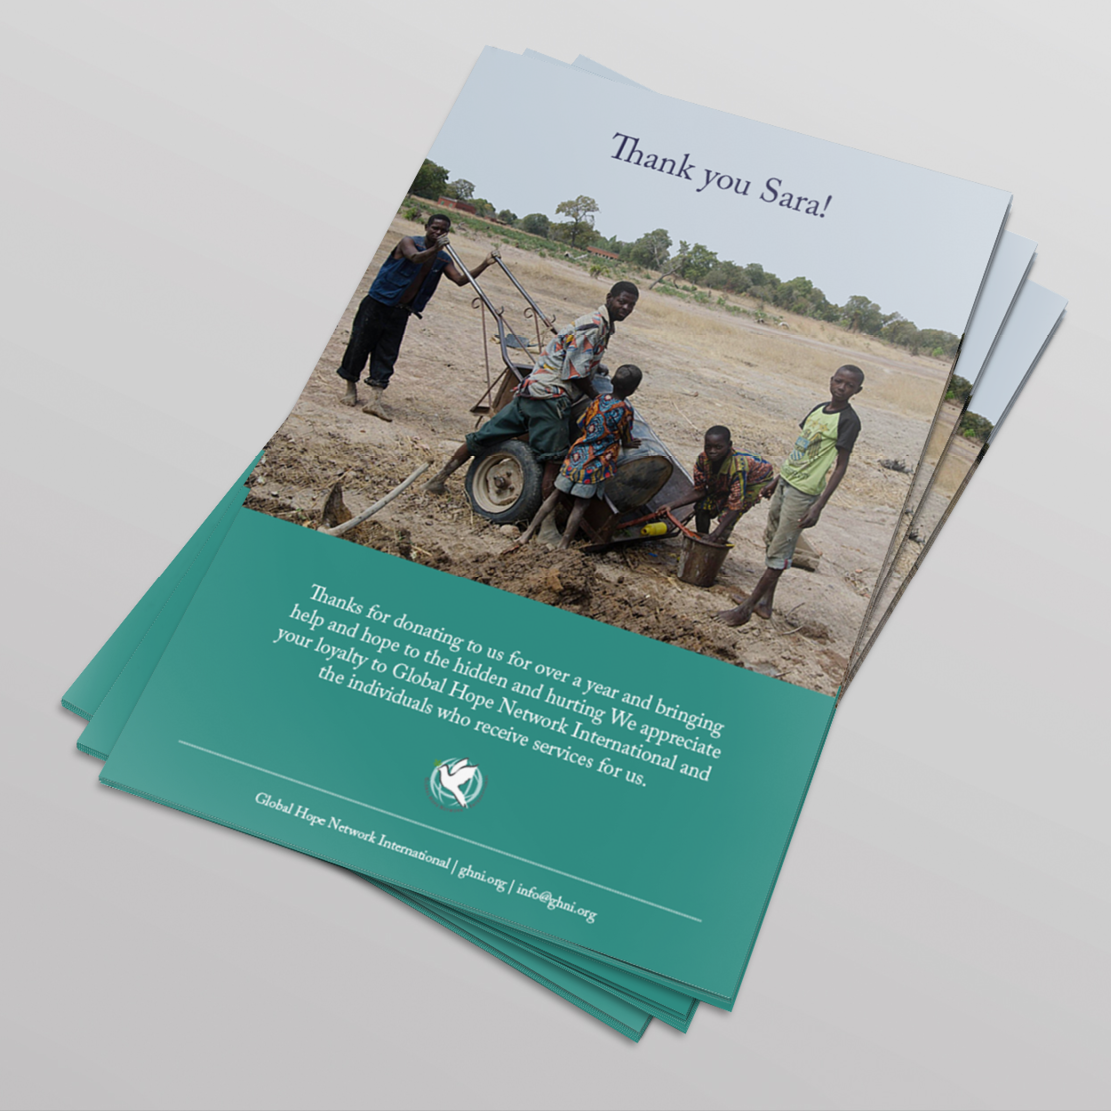 Thank you Sara!
Thanks for donating to us for over a year and bringing
help and hope to the hidden and hurting We appreciate
your loyalty to Global Hope Network International and
the individuals who receive services for us.
Global Hope Network International | ghni.org | info@ghni.org